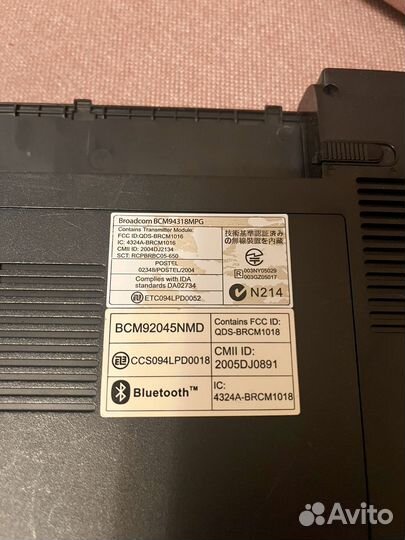 Broadcom BCM94318MPG
Contains Transmitter Module:
FCC ID:QDS-BRCM1016
IC: 4324A-BRCM1016
CMII ID: 2004DJ2134
SCT: RCPBRBC05-650
POSTEL
02348/POSTEL/2004
Complies with IDA
standards DA02734
ETC094LPD0052
技術基準認証済み
の無線装置を内蔵
003NY05029
003GZ05017
N214
BCM92045NMD
CCS094LPD0018
Bluetooth™
Contains FCC ID:
QDS-BRCM1018
CMII ID:
2005DJ0891
IC:
4324A-BRCM1018
Avito